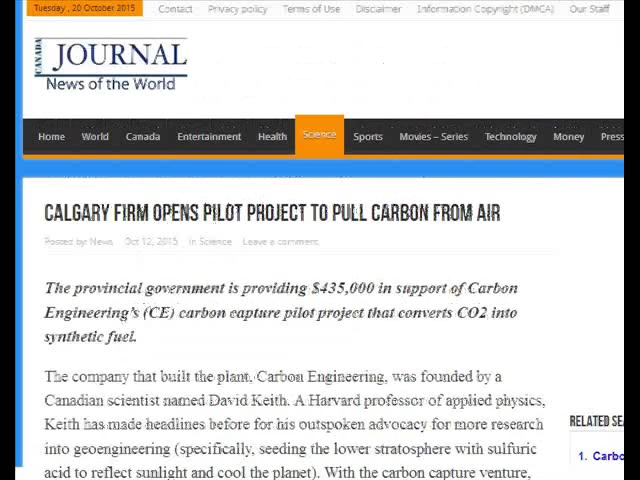 Tuesday , 20 October 2015
Contact Privacy policy Terms of Use Disclaimer Information Copyright (DMCA) Our Staff
CANADA
JOURNAL
News of the World
Home World Canada Entertainment Health Science Sports Movies – Series Technology Money Press
CALGARY FIRM OPENS PILOT PROJECT TO PULL CARBON FROM AIR
Posted by: News Oct 12, 2015 in Science Leave a comment
The provincial government is providing $435,000 in support of Carbon
Engineering's (CE) carbon capture pilot project that converts CO2 into
synthetic fuel.
The company that built the plant, Carbon Engineering, was founded by a
Canadian scientist named David Keith. A Harvard professor of applied physics,
Keith has made headlines before for his outspoken advocacy for more research
into geoengineering (specifically, seeding the lower stratosphere with sulfuric
acid to reflect sunlight and cool the planet). With the carbon capture venture,
RELATED SEA
1. Carbo